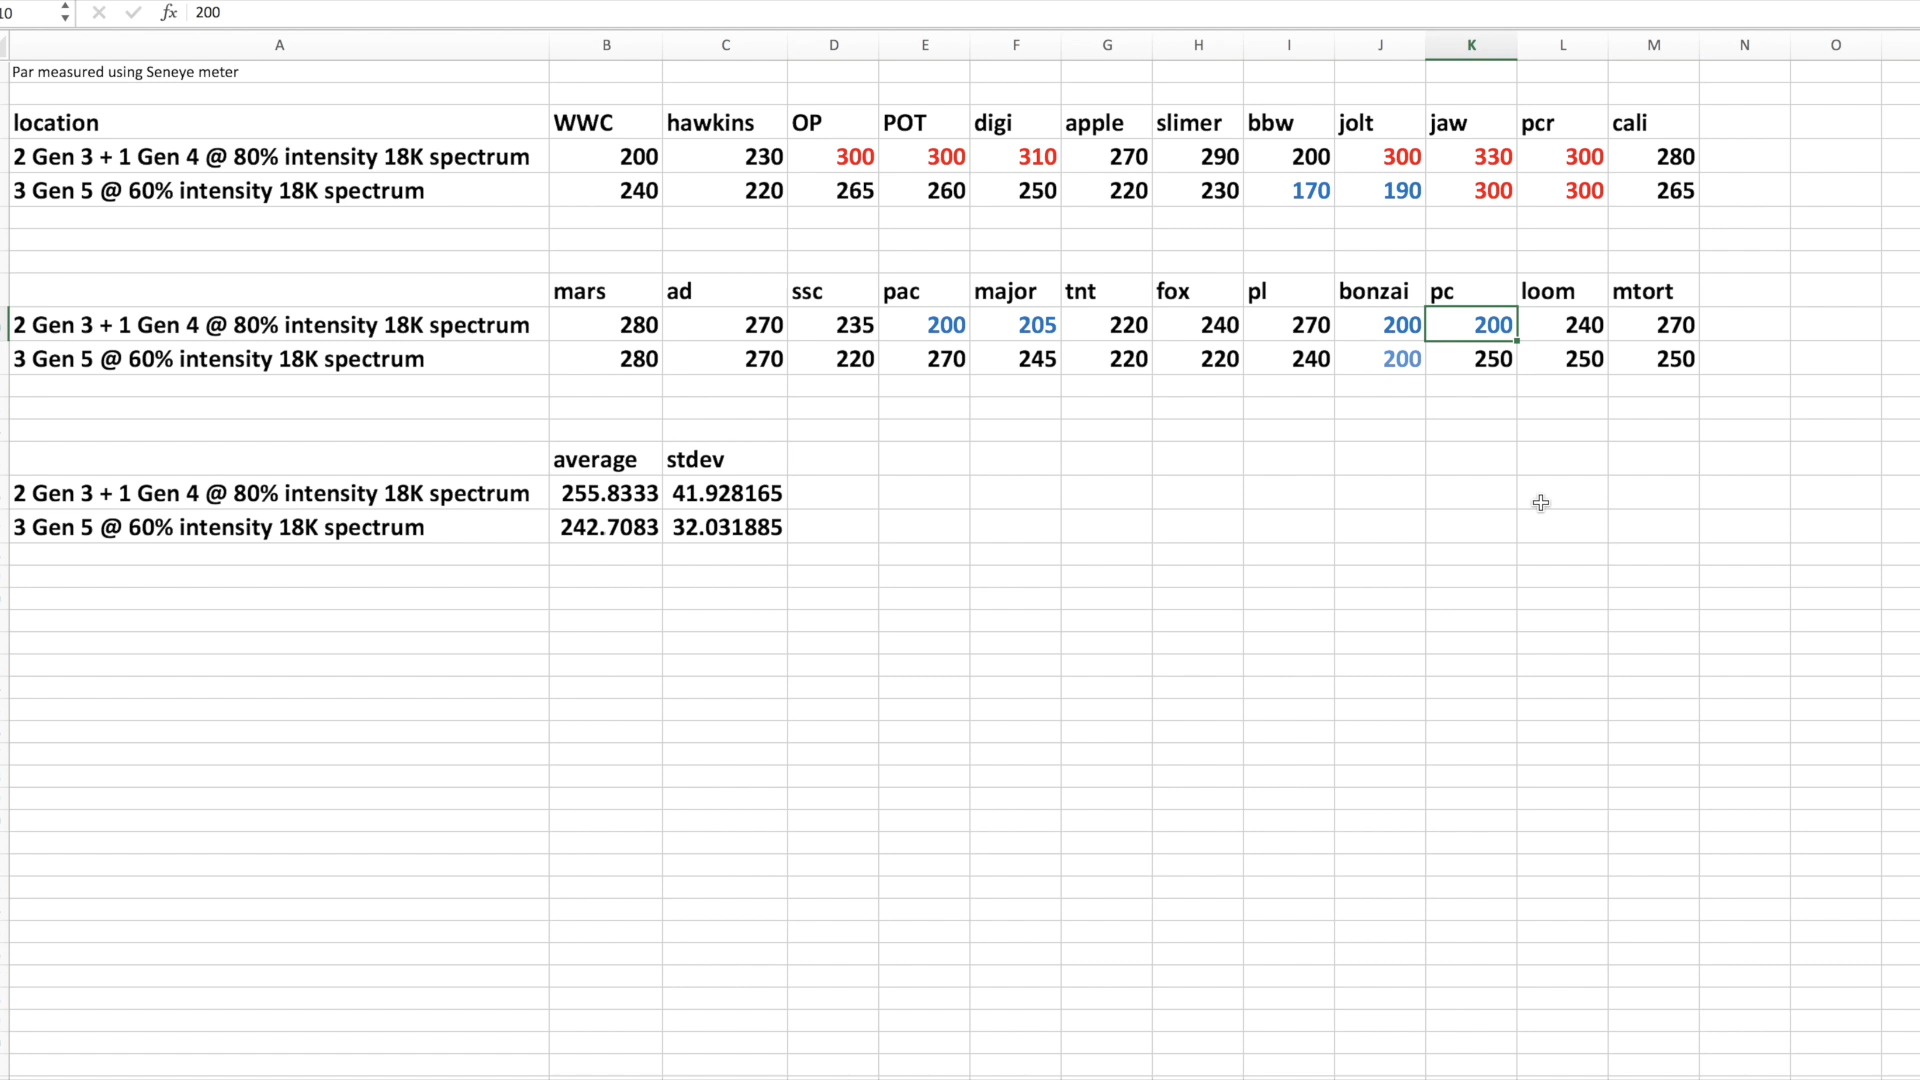 10 fx 200
A B C D E F G H I J K L M N O
Par measured using Seneye meter
location WWC hawkins OP POT digi apple slimer bbw jolt jaw pcr cali
2 Gen 3 + 1 Gen 4 @ 80% intensity 18K spectrum 200 230 300 300 310 270 290 200 300 330 300 280
3 Gen 5 @ 60% intensity 18K spectrum 240 220 265 260 250 220 230 170 190 300 300 265
mars ad ssc pac major tnt fox pl bonzai pc loom mtort
2 Gen 3 + 1 Gen 4 @ 80% intensity 18K spectrum 280 270 235 200 205 220 240 270 200 200 240 270
3 Gen 5 @ 60% intensity 18K spectrum 280 270 220 270 245 220 220 240 200 250 250 250
average stdev
2 Gen 3 + 1 Gen 4 @ 80% intensity 18K spectrum 255.8333 41.928165
3 Gen 5 @ 60% intensity 18K spectrum 242.7083 32.031885